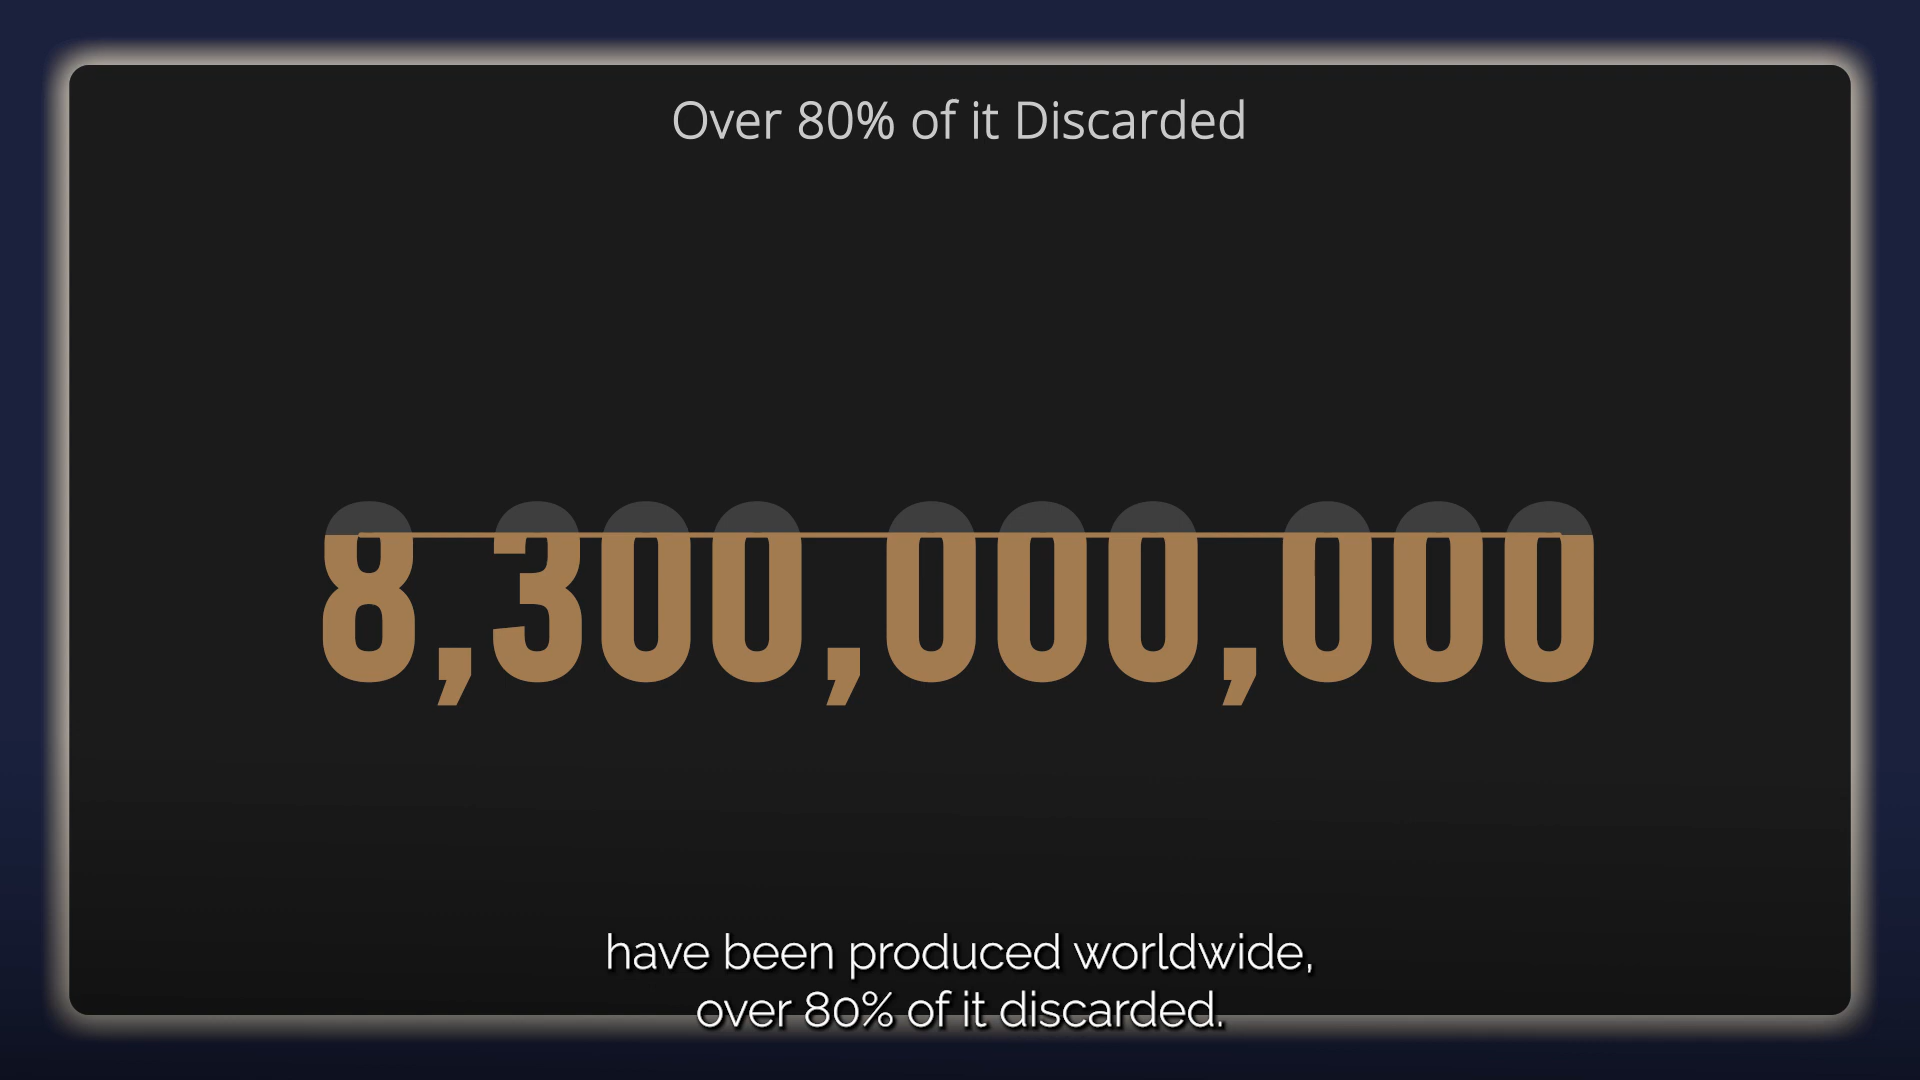 Over 80% of it Discarded
8,300,000,000
have been produced worldwide,
over 80% of it discarded.